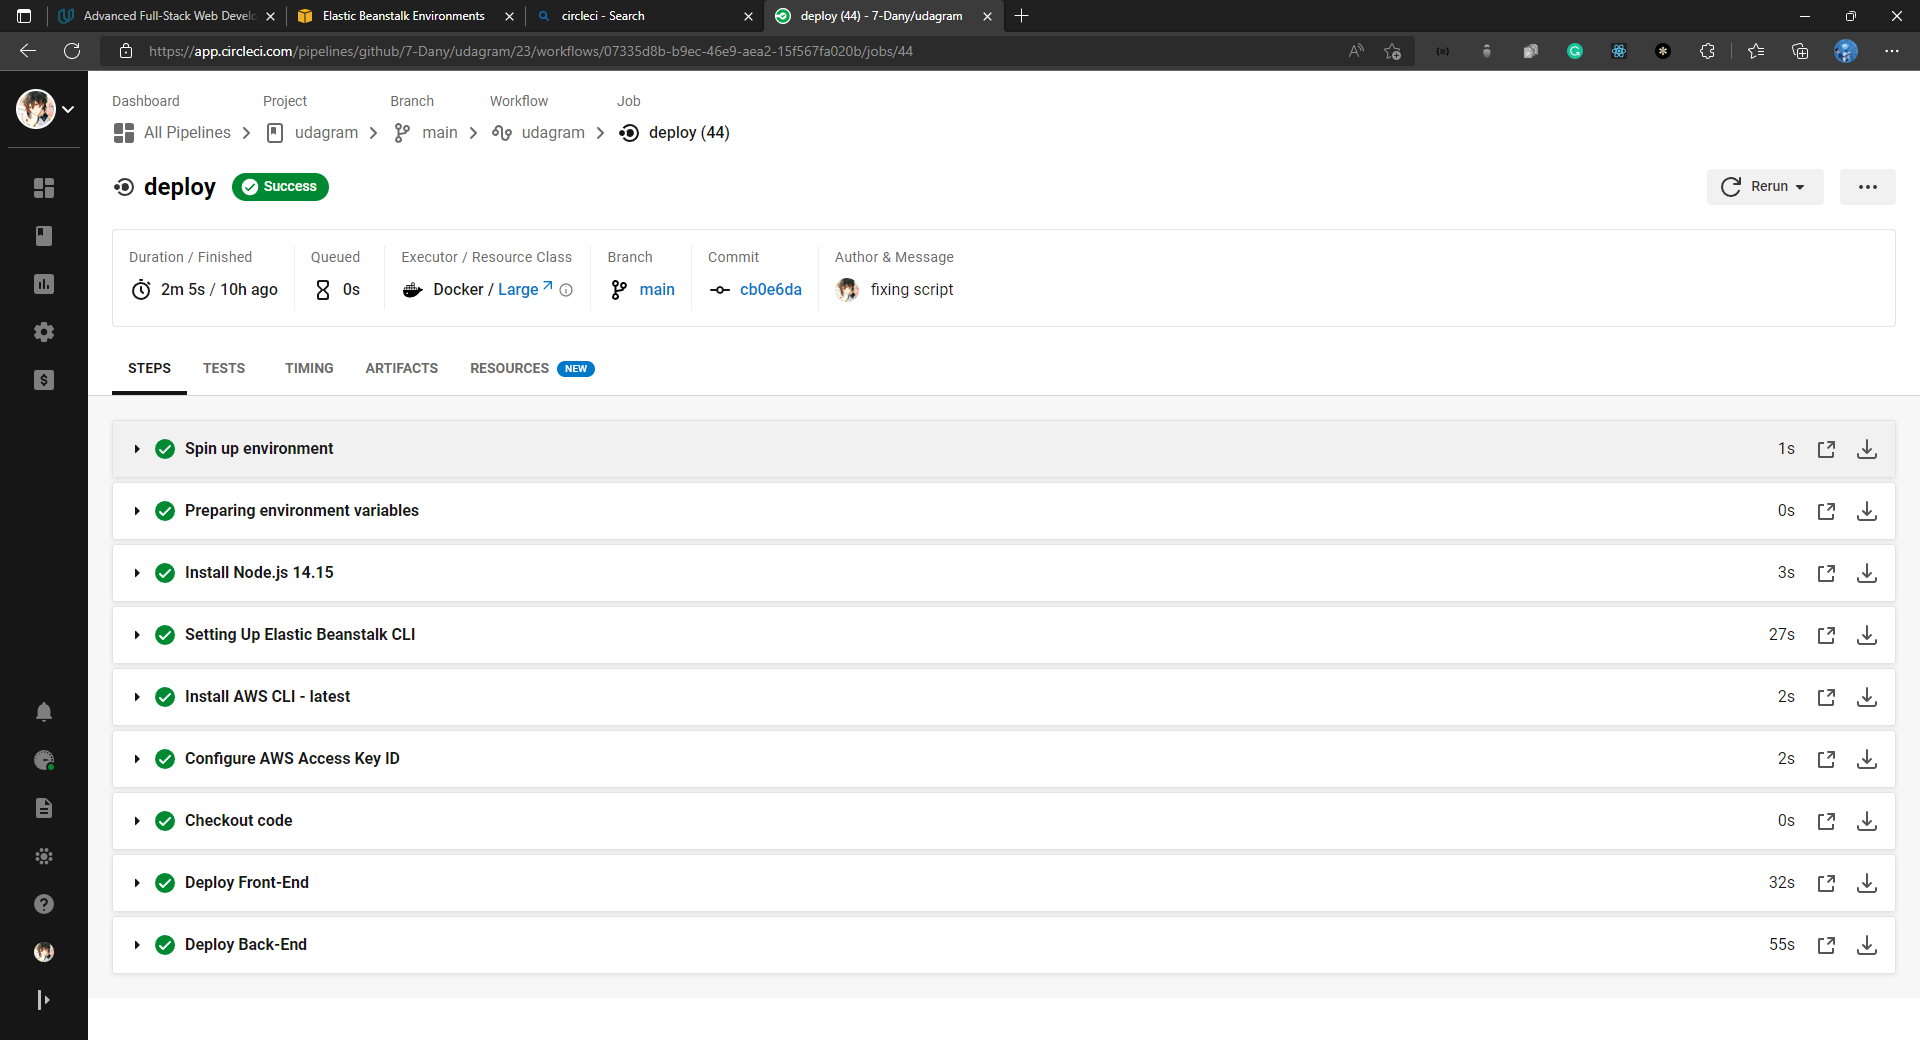 Advanced Full-Stack Web Develo
Elastic Beanstalk Environments
circleci - Search
deploy (44) - 7-Dany/udagram
https://app.circleci.com/pipelines/github/7-Dany/udagram/23/workflows/07335d8b-b9ec-46e9-aea2-15f567fa020b/jobs/44
Dashboard Project Branch Workflow Job
All Pipelines udagram main udagram deploy (44)
deploy Success Rerun
Duration / Finished Queued Executor / Resource Class Branch Commit Author & Message
2m 5s / 10h ago 0s Docker / Large main cb0e6da fixing script
STEPS TESTS TIMING ARTIFACTS RESOURCES NEW
Spin up environment 1s
Preparing environment variables 0s
Install Node.js 14.15 3s
Setting Up Elastic Beanstalk CLI 27s
Install AWS CLI - latest 2s
Configure AWS Access Key ID 2s
Checkout code 0s
Deploy Front-End 32s
Deploy Back-End 55s